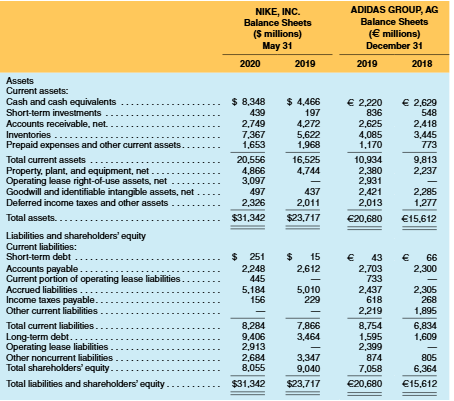 NIKE, INC.
Balance Sheets
($ millions)
May 31
ADIDAS GROUP, AG
Balance Sheets
(€ millions)
December 31
2020 2019 2019 2018
Assets
Current assets:
Cash and cash equivalents $ 8,348 $ 4,466 € 2,220 € 2,629
Short-term investments 439 197 836 548
Accounts receivable, net. 2,749 4,272 2,625 2,418
Inventories 7,367 5,622 4,085 3,445
Prepaid expenses and other current assets 1,653 1,968 1,170 773
Total current assets 20,556 16,525 10,934 9,813
Property, plant, and equipment, net 4,866 4,744 2,380 2,237
Operating lease right-of-use assets, net 3,097 — 2,931 —
Goodwill and identifiable intangible assets, net 497 437 2,421 2,285
Deferred income taxes and other assets 2,326 2,011 2,013 1,277
Total assets. $31,342 $23,717 €20,680 €15,612
Liabilities and shareholders' equity
Current liabilities:
Short-term debt $ 251 $ 15 € 43 € 66
Accounts payable 2,248 2,612 2,703 2,300
Current portion of operating lease liabilities 445 — 733 —
Accrued liabilities 5,184 5,010 2,437 2,305
Income taxes payable 156 229 618 268
Other current liabilities — — 2,219 1,895
Total current liabilities 8,284 7,866 8,754 6,834
Long-term debt 9,406 3,464 1,595 1,609
Operating lease liabilities 2,913 — 2,399 —
Other noncurrent liabilities 2,684 3,347 874 805
Total shareholders' equity 8,055 9,040 7,058 6,364
Total liabilities and shareholders' equity $31,342 $23,717 €20,680 €15,612